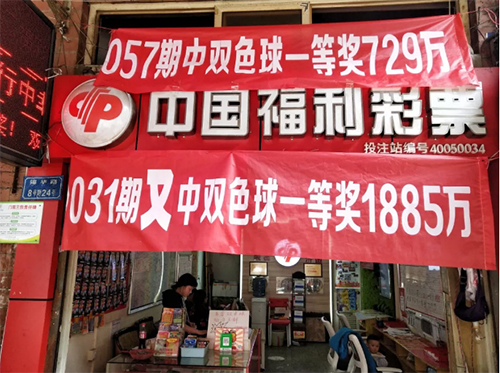 057期中双色球一等奖729万
中国福利彩票
投注站编号40050034
031期又中双色球一等奖1885万